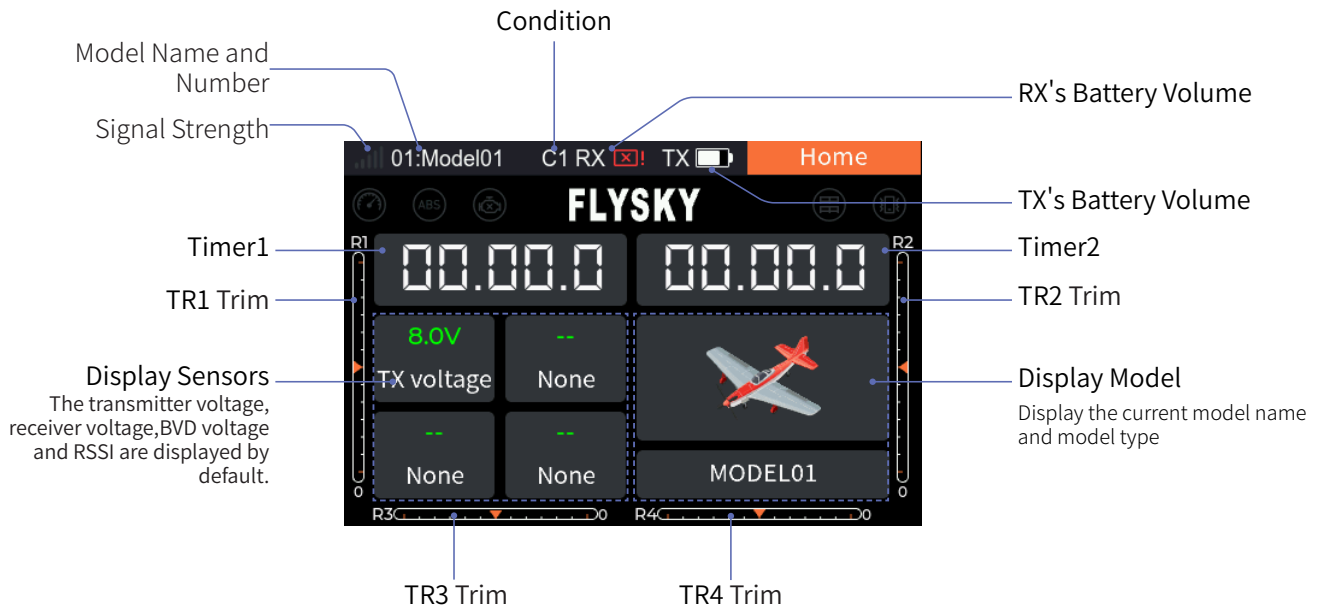 Condition
Model Name and
Number
RX's Battery Volume
Signal Strength
01:Model01 C1 RX ! TX Home
TX's Battery Volume
ABS
FLYSKY
Timer1
R1
00.00.0
00.00.0
R2
Timer2
TR1 Trim
TR2 Trim
8.0V
TX voltage
--
None
Display Sensors
The transmitter voltage,
receiver voltage,BVD voltage
and RSSI are displayed by
default.
Display Model
Display the current model name
and model type
--
None
--
None
MODEL01
0
0
R3 0
R4 0
TR3 Trim
TR4 Trim